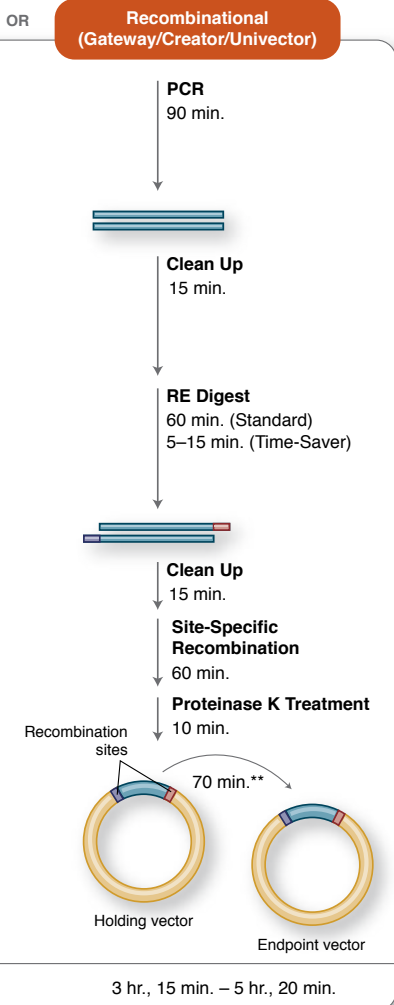 OR
Recombinational
(Gateway/Creator/Univector)
PCR
90 min.
Clean Up
15 min.
RE Digest
60 min. (Standard)
5–15 min. (Time-Saver)
Clean Up
15 min.
Site-Specific
Recombination
60 min.
Proteinase K Treatment
10 min.
Recombination
sites
70 min.**
Holding vector
Endpoint vector
3 hr., 15 min. – 5 hr., 20 min.